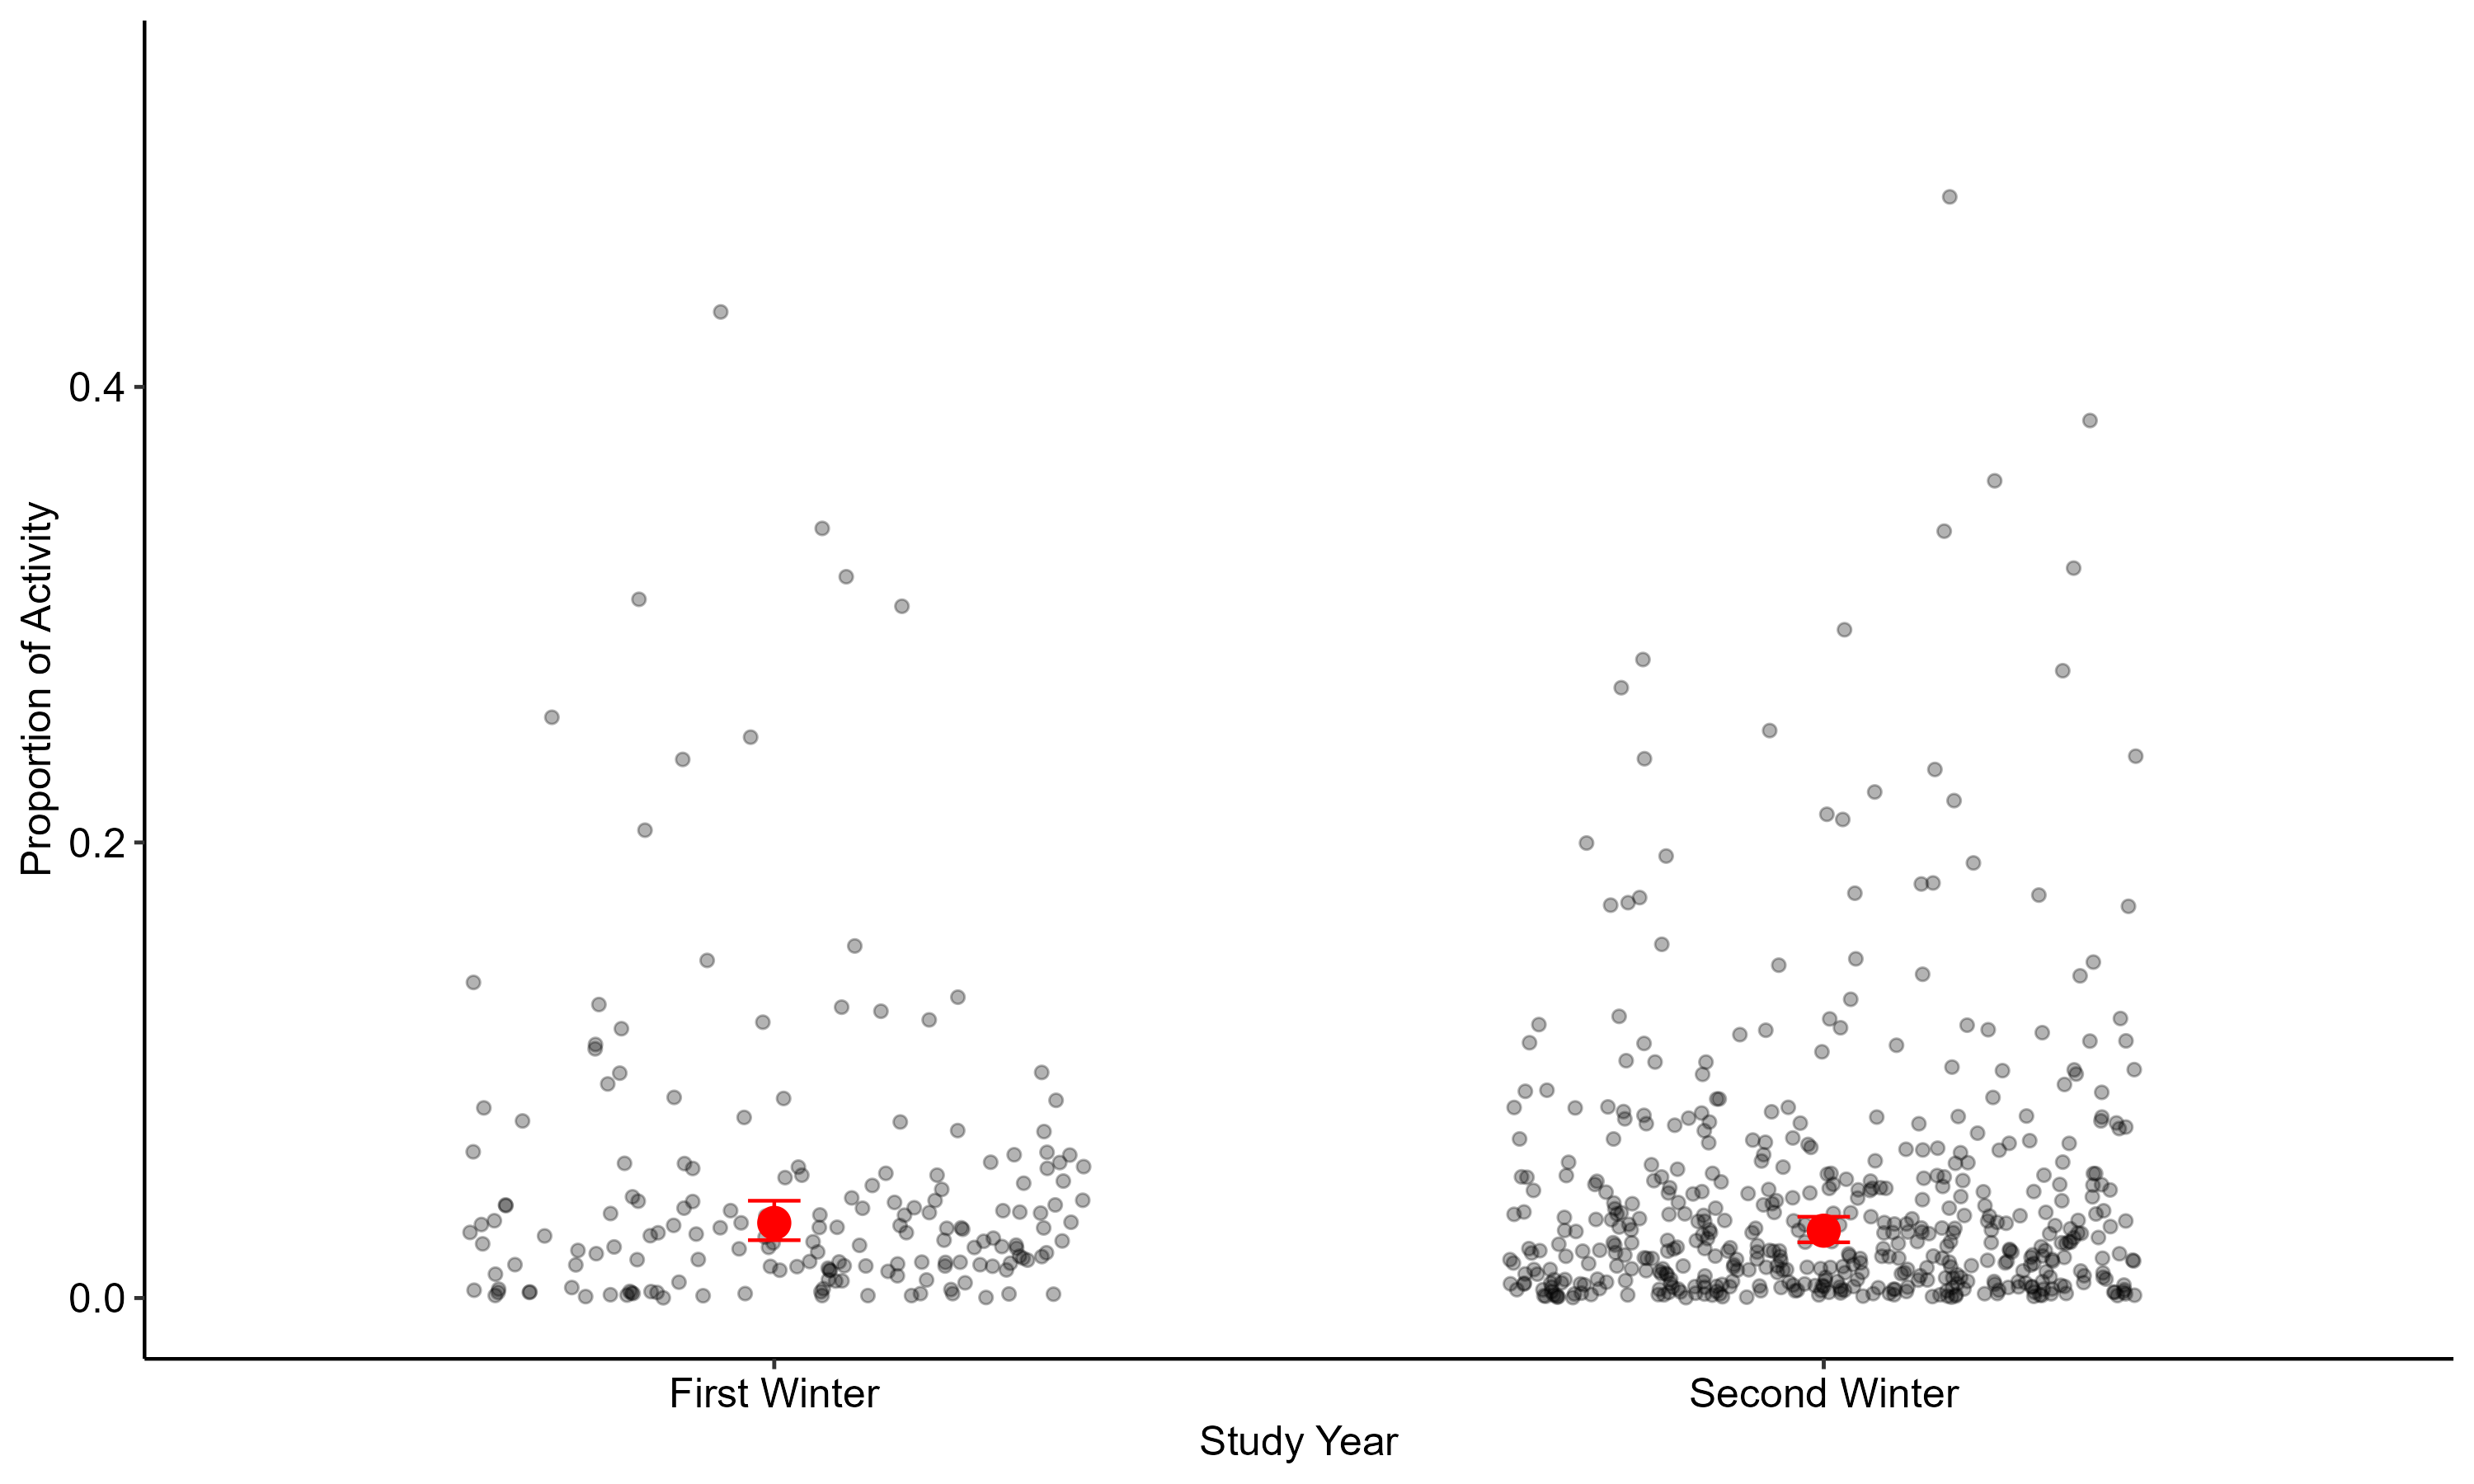 Proportion of Activity
0.4
0.2
0.0
First Winter
Second Winter
Study Year